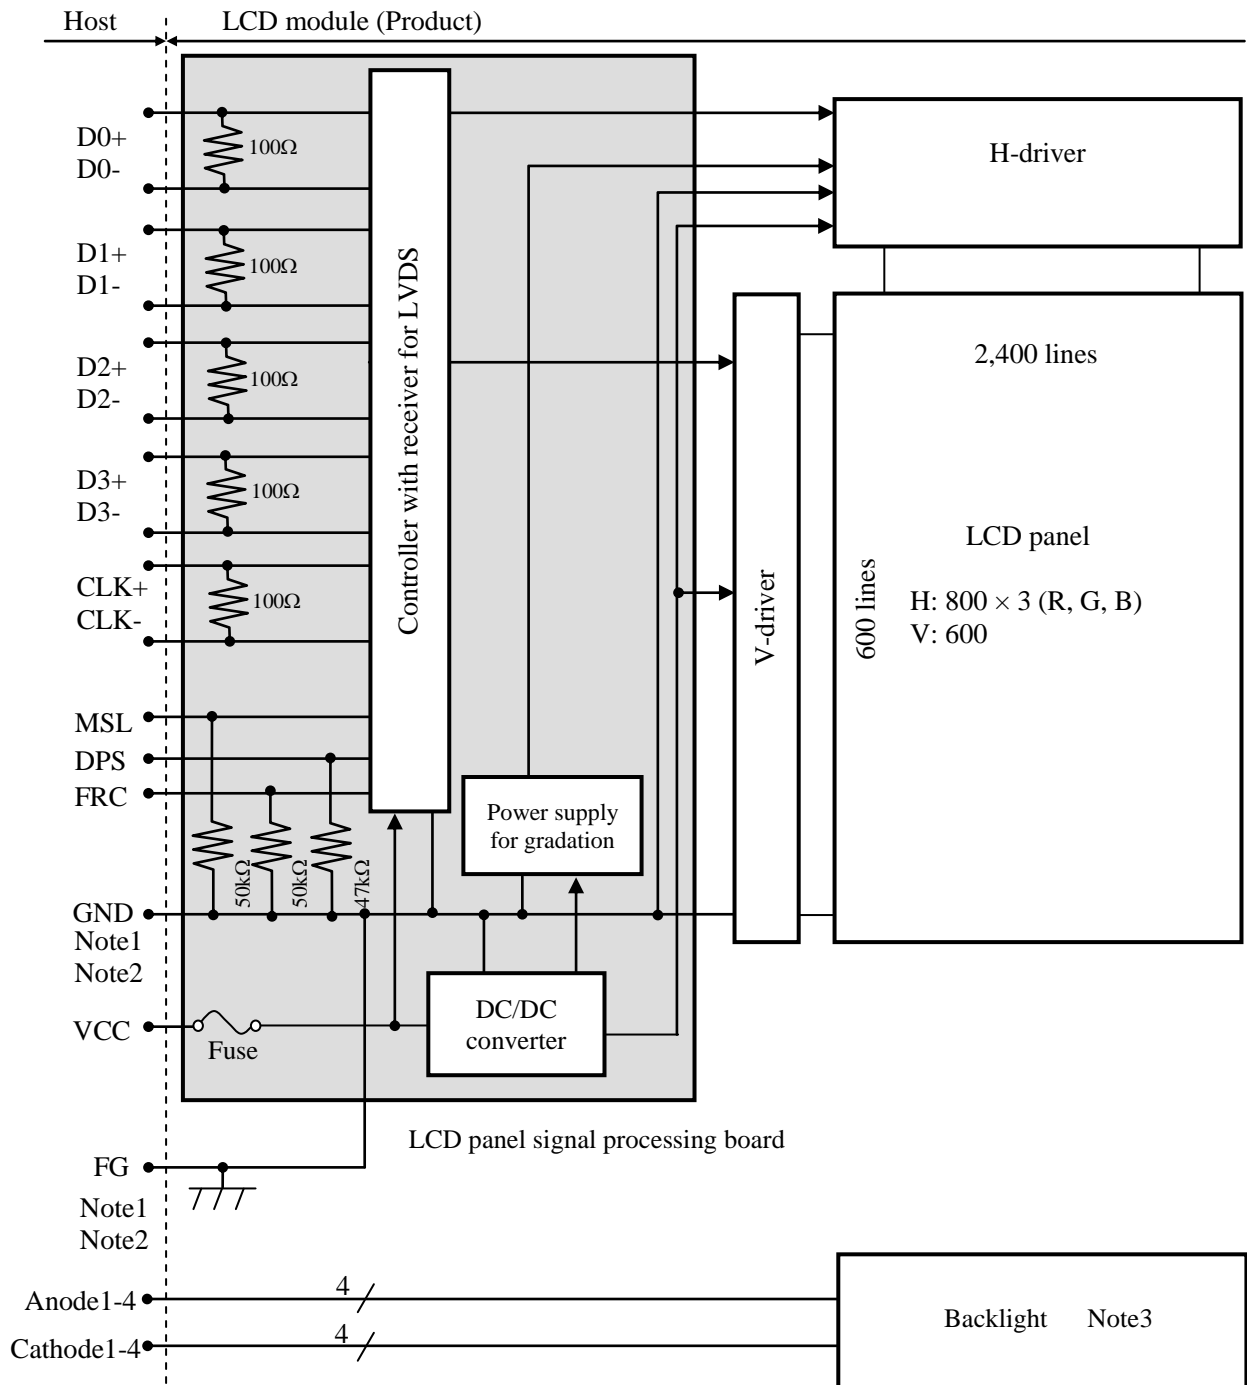 Host
LCD module (Product)
D0+
D0-
100Ω
D1+
D1-
100Ω
D2+
D2-
100Ω
D3+
D3-
100Ω
CLK+
CLK-
100Ω
MSL
DPS
FRC
50kΩ
50kΩ
47kΩ
GND
Note1
Note2
VCC
Fuse
Controller with receiver for LVDS
Power supply
for gradation
DC/DC
converter
H-driver
V-driver
2,400 lines
600 lines
LCD panel
H: 800 × 3 (R, G, B)
V: 600
LCD panel signal processing board
FG
Note1
Note2
Anode1-4
4
Cathode1-4
4
Backlight Note3